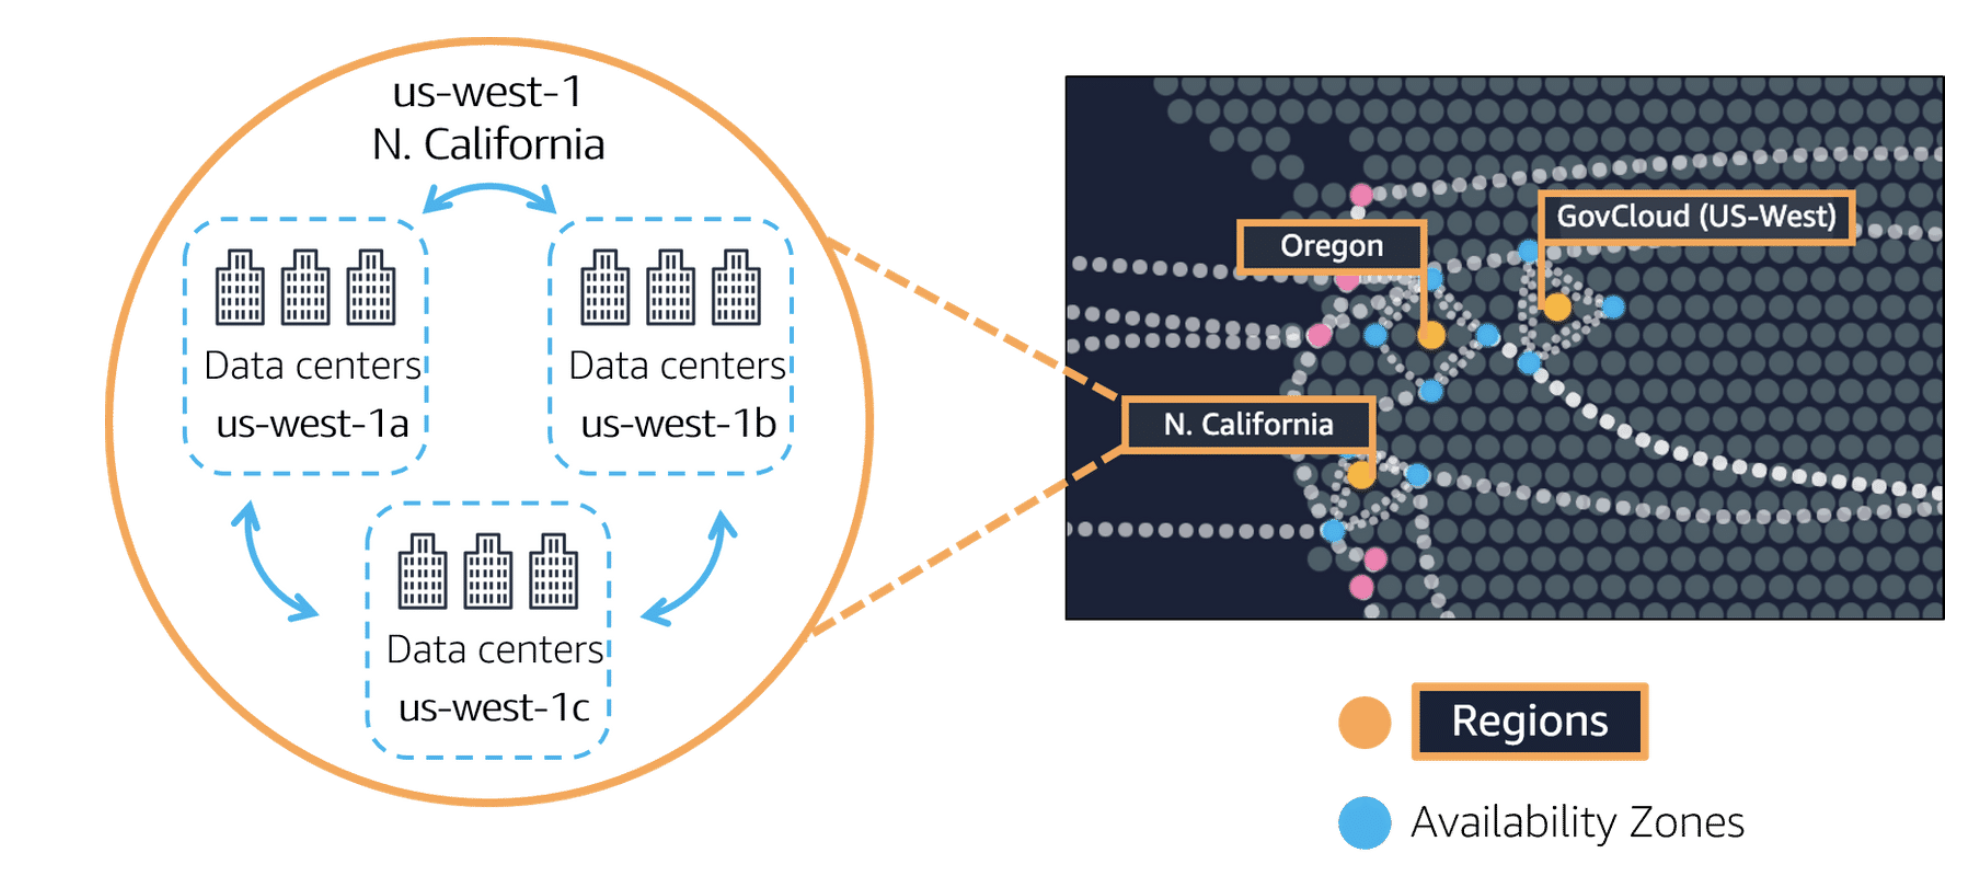 us-west-1
N. California
Data centers
us-west-1a
Data centers
us-west-1b
Data centers
us-west-1c
GovCloud (US-West)
Oregon
N. California
Regions
Availability Zones